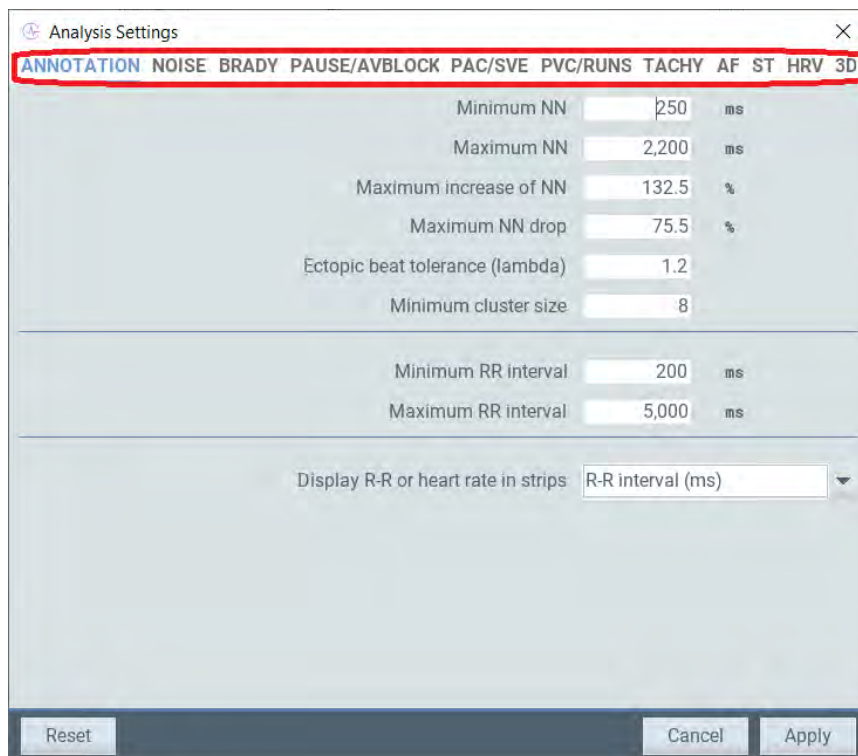 Analysis Settings
ANNOTATION NOISE BRADY PAUSE/AVBLOCK PAC/SVE PVC/RUNS TACHY AF ST HRV 3D
Minimum NN 250 ms
Maximum NN 2,200 ms
Maximum increase of NN 132.5 %
Maximum NN drop 75.5 %
Ectopic beat tolerance (lambda) 1.2
Minimum cluster size 8
Minimum RR interval 200 ms
Maximum RR interval 5,000 ms
Display R-R or heart rate in strips R-R interval (ms)
Reset Cancel Apply